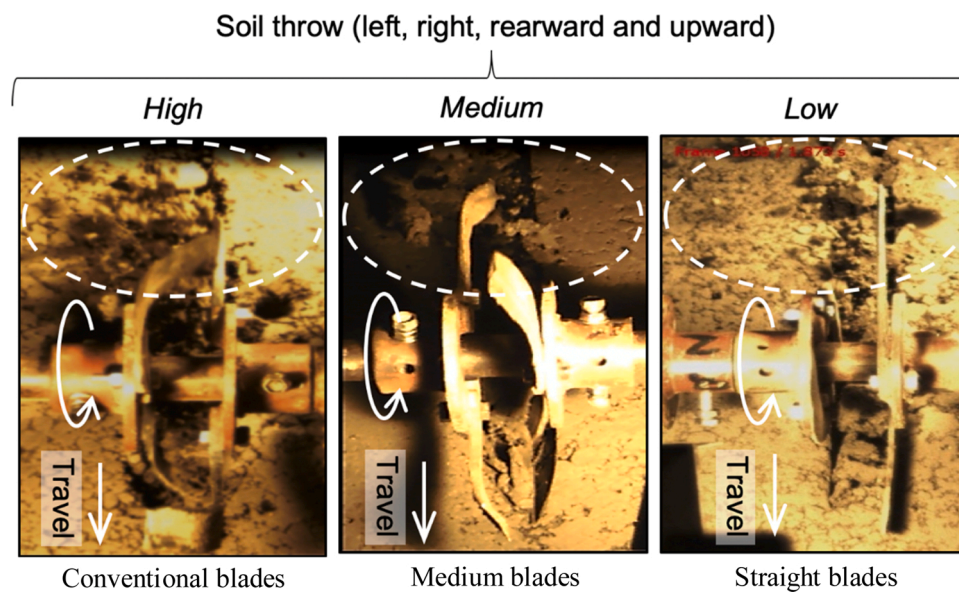 Soil throw (left, right, rearward and upward)
High
Medium
Low
Travel
Travel
Travel
Conventional blades
Medium blades
Straight blades